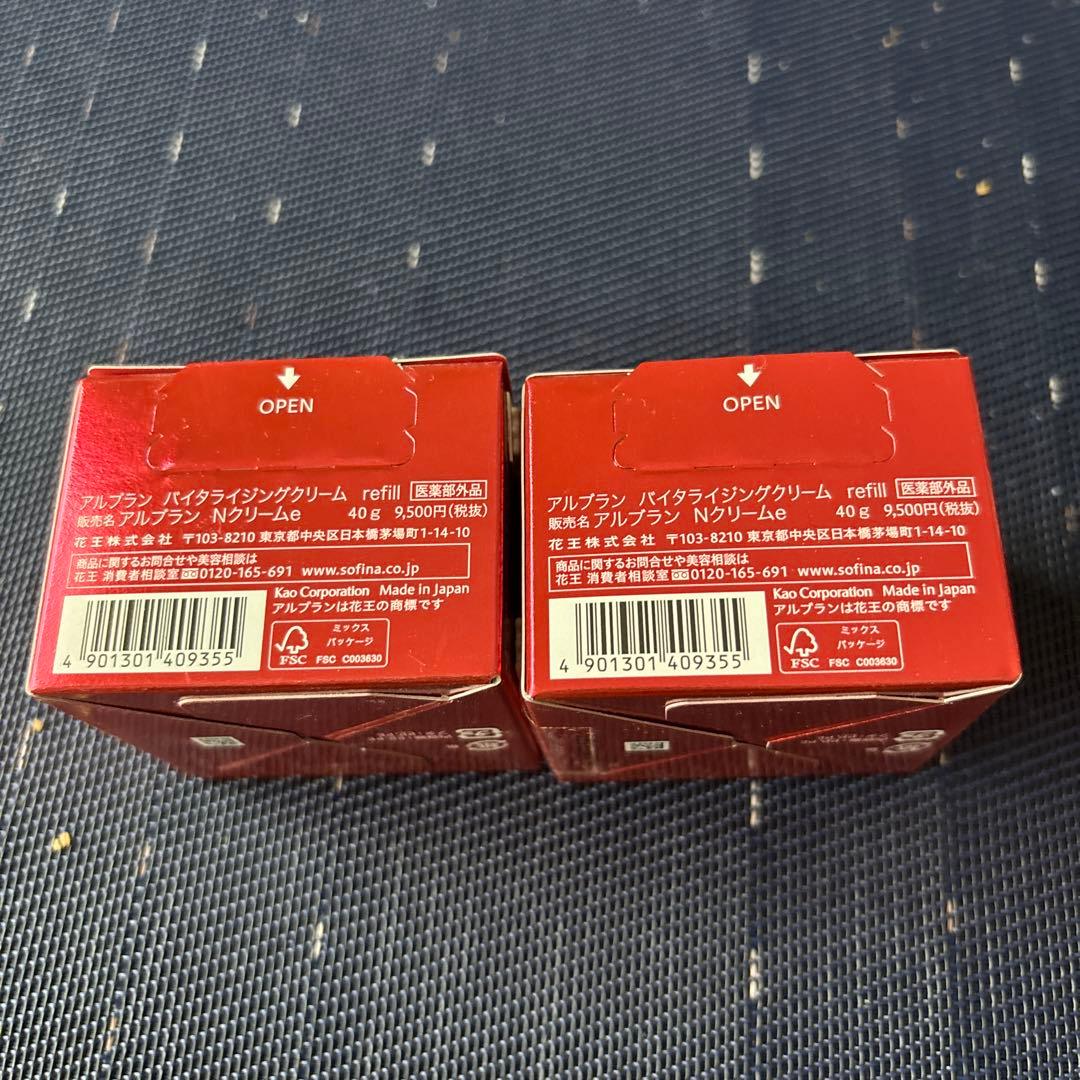 OPEN
アルブラン バイタライジングクリーム refill 医薬部外品
販売名 アルブラン Nクリームe 40g 9,500円(税抜)
花王株式会社 〒103-8210 東京都中央区日本橋茅場町1-14-10
商品に関するお問合せや美容相談は
花王 消費者相談室 0120-165-691 www.sofina.co.jp
Kao Corporation Made in Japan
アルブランは花王の商標です
4 901301 409355
ミックス
パッケージ
FSC FSC C003630
OPEN
アルブラン バイタライジングクリーム refill 医薬部外品
販売名 アルブラン Nクリームe 40g 9,500円(税抜)
花王株式会社 〒103-8210 東京都中央区日本橋茅場町1-14-10
商品に関するお問合せや美容相談は
花王 消費者相談室 0120-165-691 www.sofina.co.jp
Kao Corporation Made in Japan
アルブランは花王の商標です
4 901301 409355
ミックス
パッケージ
FSC FSC C003630